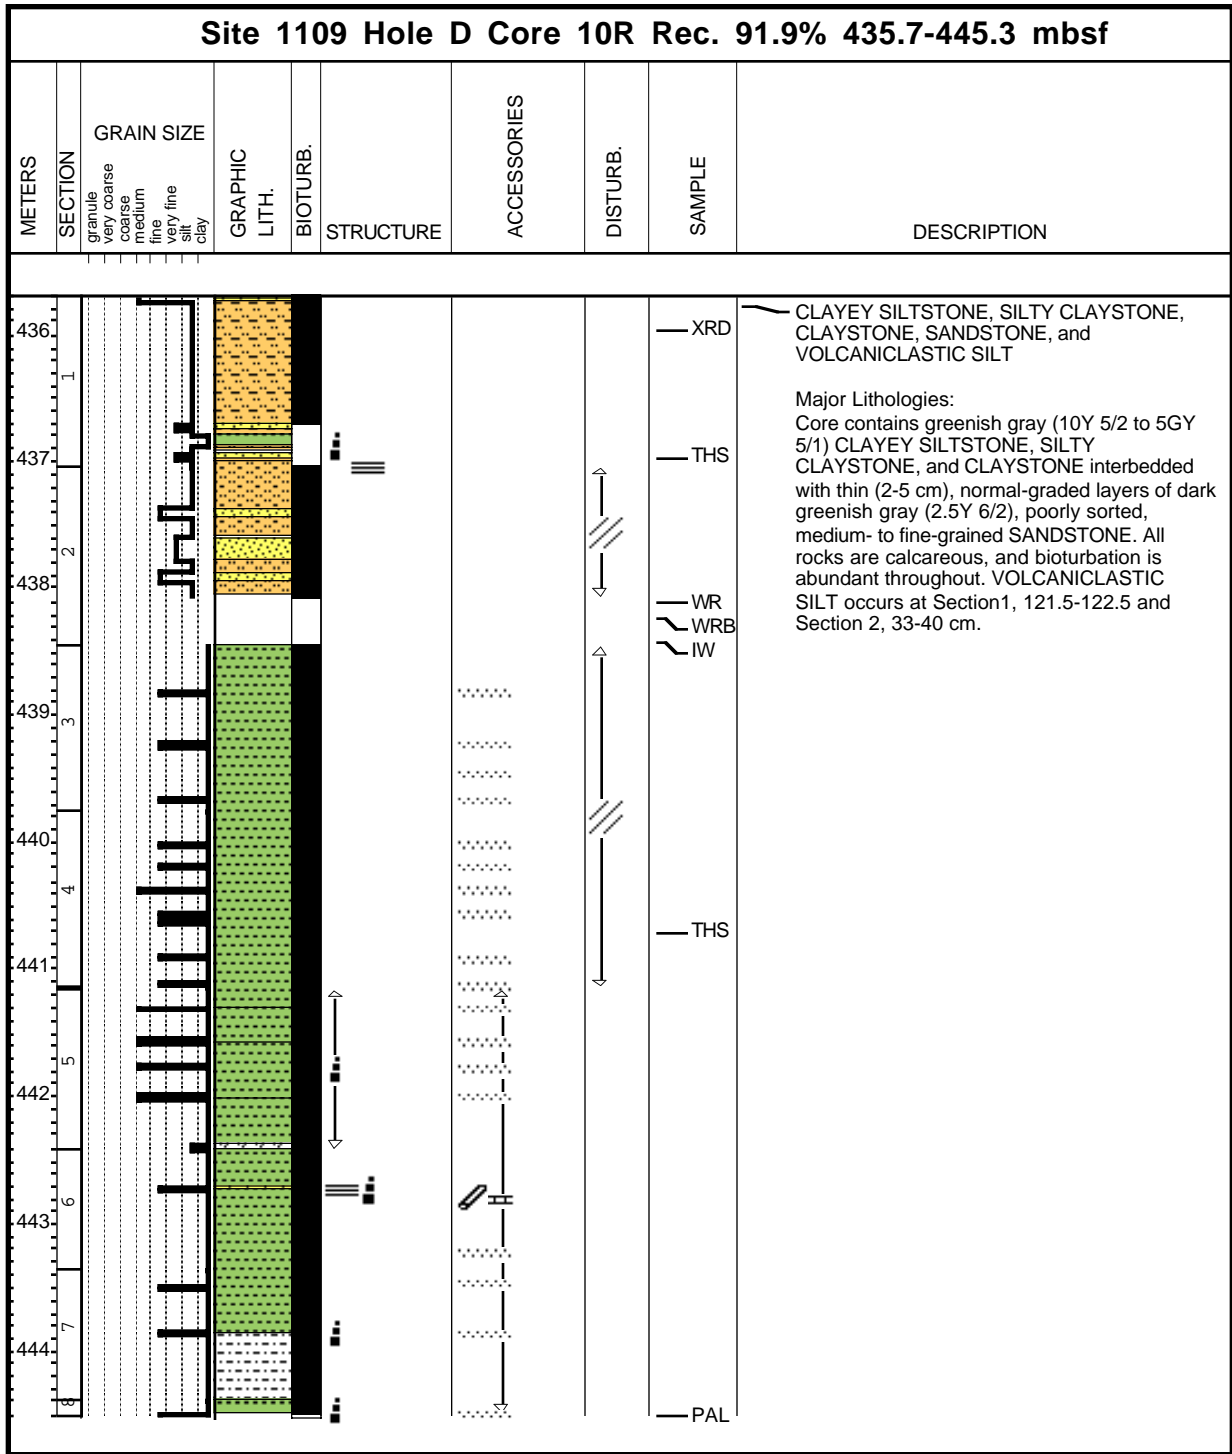 Site 1109 Hole D Core 10R Rec. 91.9% 435.7-445.3 mbsf
METERS
SECTION
GRAIN SIZE
granule
very coarse
coarse
medium
fine
very fine
silt
clay
GRAPHIC
LITH.
BIOTURB.
STRUCTURE
ACCESSORIES
DISTURB.
SAMPLE
DESCRIPTION
436
1
437
2
438
3
439
440
4
441
5
442
6
443
7
444
8
XRD
THS
WR
WRB
IW
THS
PAL
CLAYEY SILTSTONE, SILTY CLAYSTONE,
CLAYSTONE, SANDSTONE, and
VOLCANICLASTIC SILT
Major Lithologies:
Core contains greenish gray (10Y 5/2 to 5GY
5/1) CLAYEY SILTSTONE, SILTY
CLAYSTONE, and CLAYSTONE interbedded
with thin (2-5 cm), normal-graded layers of dark
greenish gray (2.5Y 6/2), poorly sorted,
medium- to fine-grained SANDSTONE. All
rocks are calcareous, and bioturbation is
abundant throughout. VOLCANICLASTIC
SILT occurs at Section1, 121.5-122.5 and
Section 2, 33-40 cm.